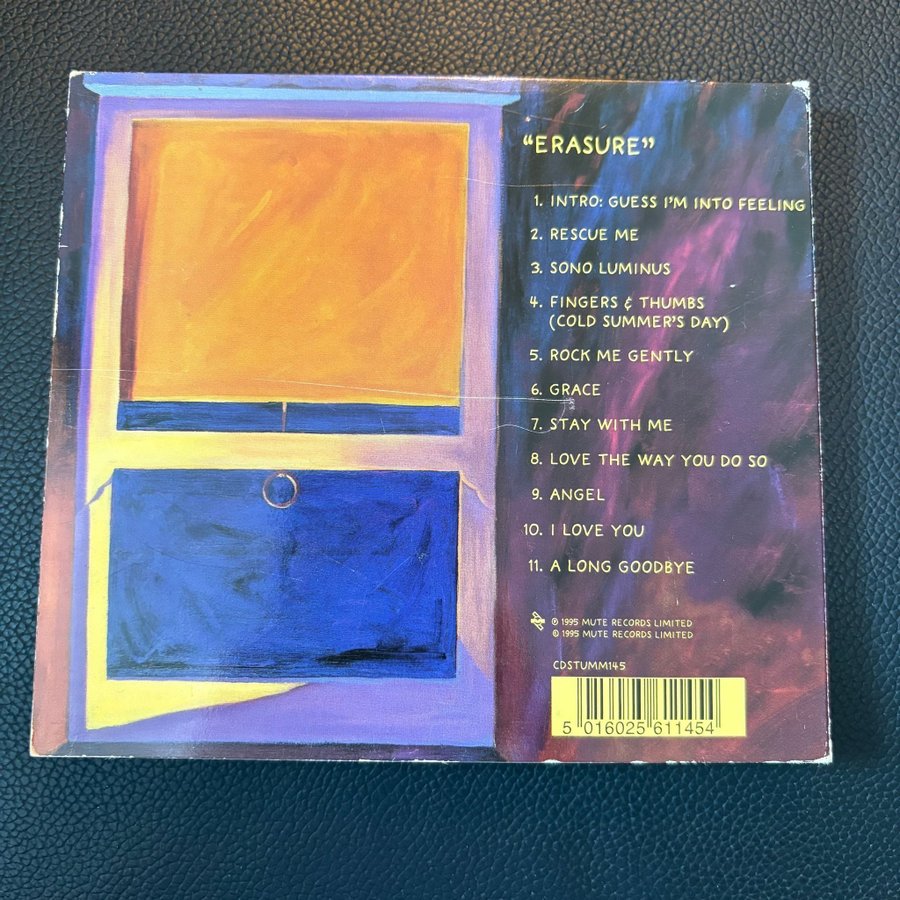 “ERASURE”
1. INTRO: GUESS I'M INTO FEELING
2. RESCUE ME
3. SONO LUMINUS
4. FINGERS & THUMBS
(COLD SUMMER'S DAY)
5. ROCK ME GENTLY
6. GRACE
7. STAY WITH ME
8. LOVE THE WAY YOU DO SO
9. ANGEL
10. I LOVE YOU
11. A LONG GOODBYE
℗ 1995 MUTE RECORDS LIMITED
© 1995 MUTE RECORDS LIMITED
CDSTUMM145
5 016025 611454